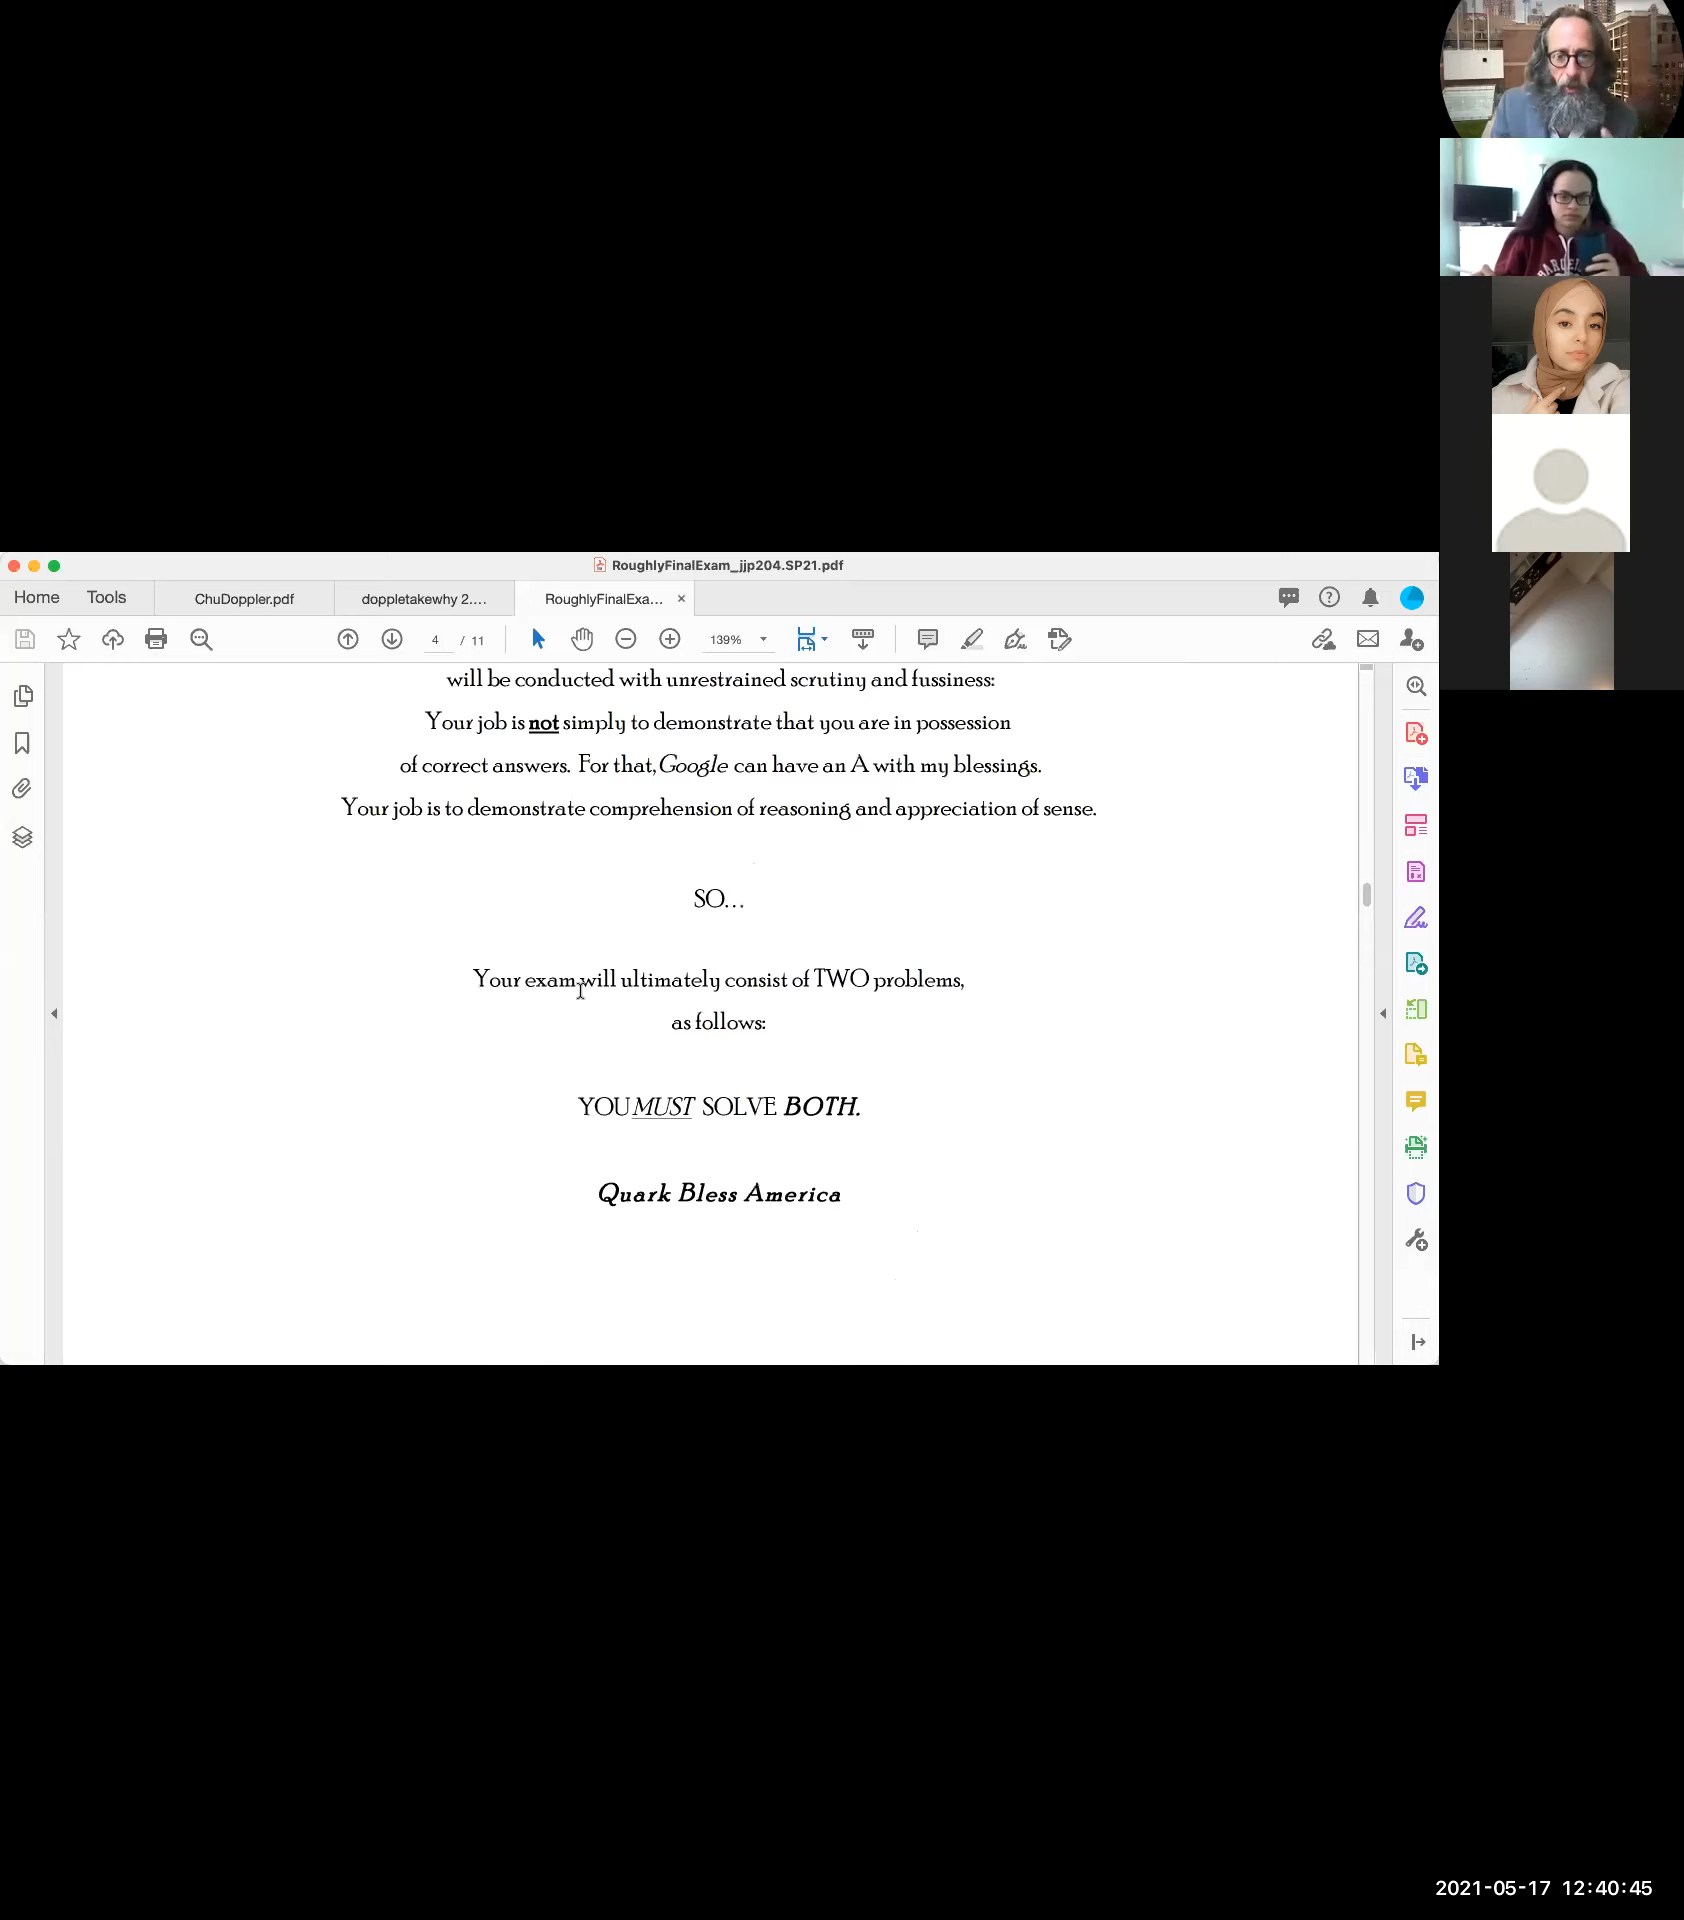 RoughlyFinalExam_jjp204.SP21.pdf
Home Tools ChuDoppler.pdf doppletakewhy 2.... RoughlyFinalExa... ×
4 / 11 139%
will be conducted with unrestrained scrutiny and fussiness:
Your job is not simply to demonstrate that you are in possession
of correct answers. For that, Google can have an A with my blessings.
Your job is to demonstrate comprehension of reasoning and appreciation of sense.
SO...
Your exam will ultimately consist of TWO problems,
as follows:
YOU MUST SOLVE BOTH.
Quark Bless America
2021-05-17 12:40:45